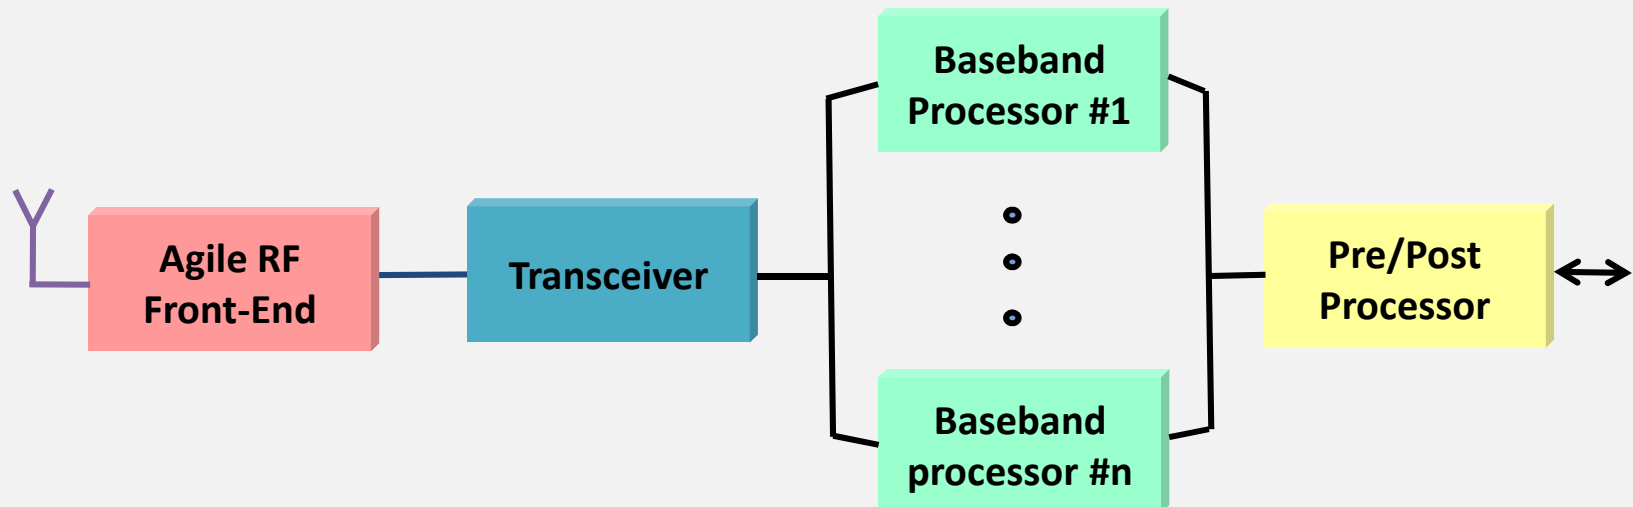 Agile RF
Front-End
Transceiver
Baseband
Processor #1
Baseband
processor #n
Pre/Post
Processor